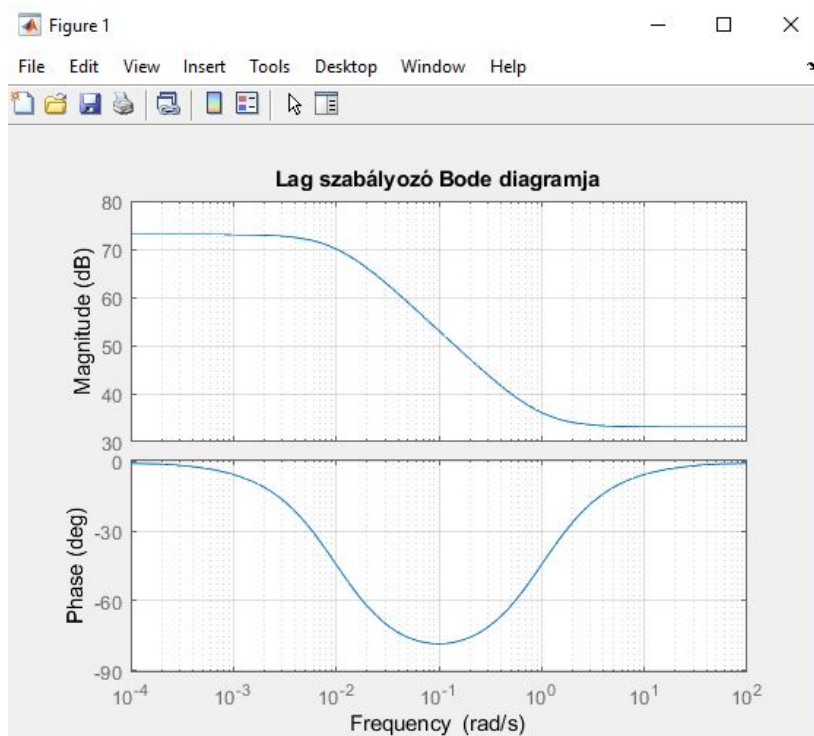 Figure 1
File Edit View Insert Tools Desktop Window Help
Lag szabályozó Bode diagramja
80
70
60
50
40
30
Magnitude (dB)
0
-30
-60
-90
Phase (deg)
10^-4 10^-3 10^-2 10^-1 10^0 10^1 10^2
Frequency (rad/s)